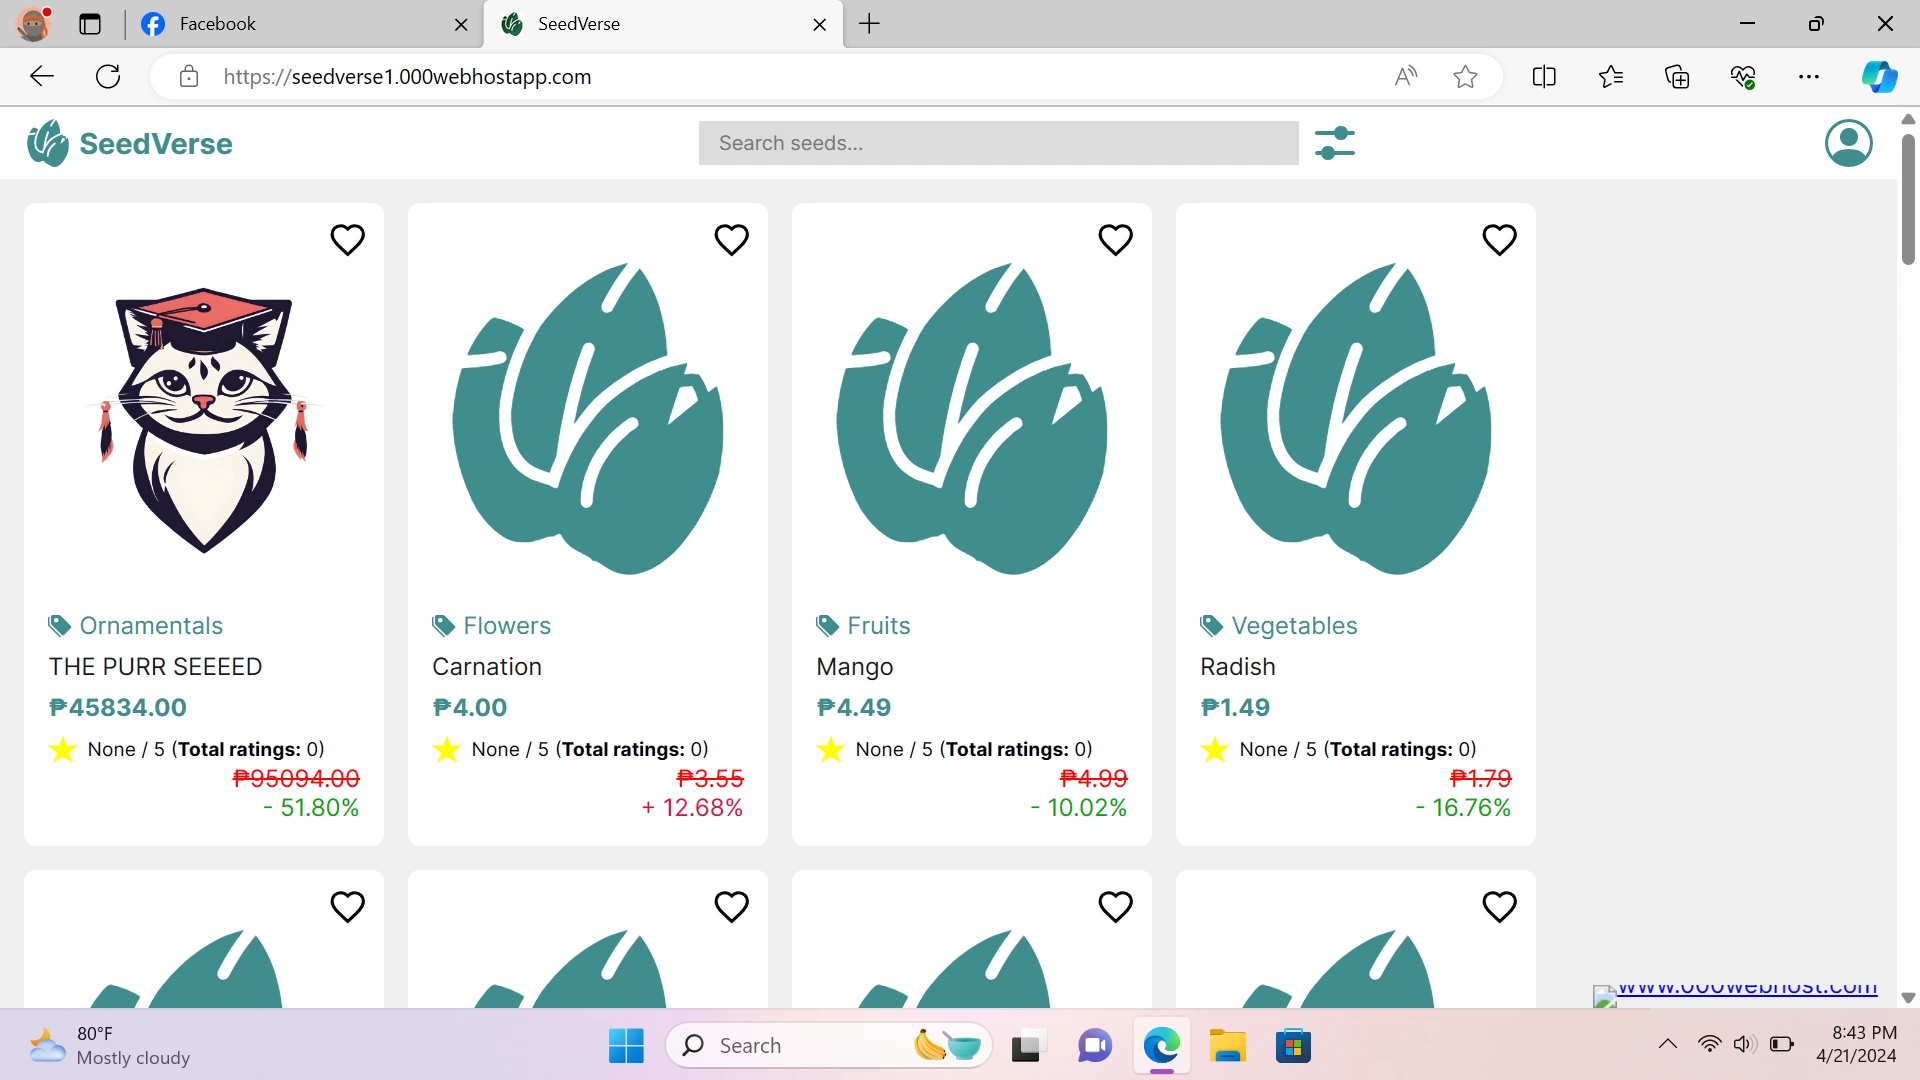 Facebook
SeedVerse
https://seedverse1.000webhostapp.com
SeedVerse
Search seeds...
Ornamentals
THE PURR SEEEED
₱45834.00
None / 5 (Total ratings: 0)
₱95094.00
- 51.80%
Flowers
Carnation
₱4.00
None / 5 (Total ratings: 0)
₱3.55
+ 12.68%
Fruits
Mango
₱4.49
None / 5 (Total ratings: 0)
₱4.99
- 10.02%
Vegetables
Radish
₱1.49
None / 5 (Total ratings: 0)
₱1.79
- 16.76%
www.000webhost.com
80°F
Mostly cloudy
Search
8:43 PM
4/21/2024